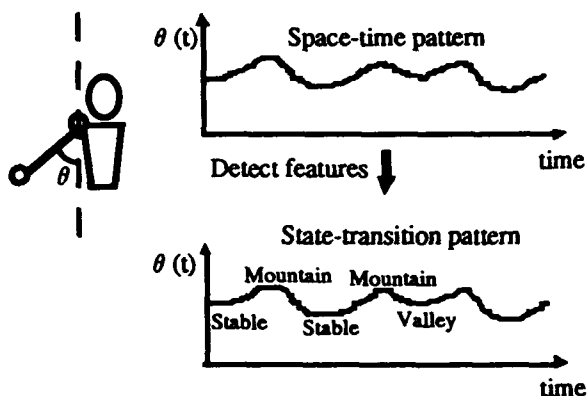 θ (t)
Space-time pattern
θ
time
Detect features
State-transition pattern
θ (t)
Mountain Mountain
Stable Stable Valley
time